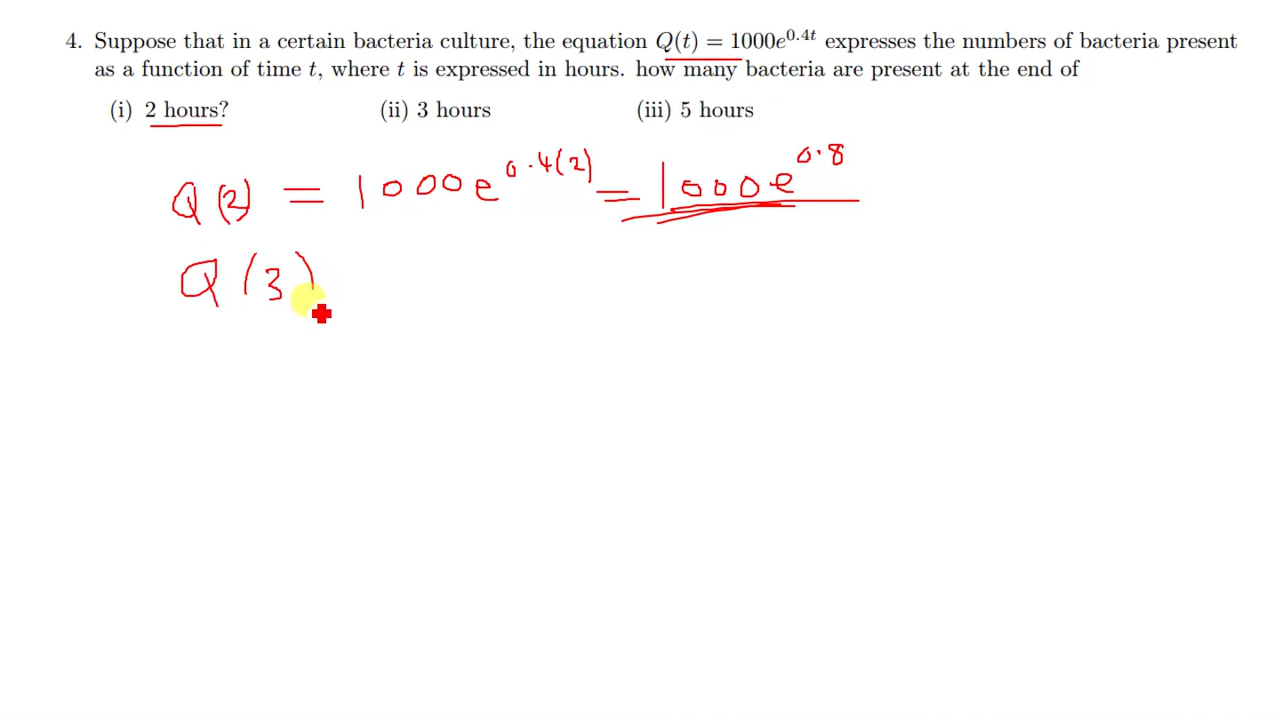 4. Suppose that in a certain bacteria culture, the equation Q(t) = 1000e^{0.4t} expresses the numbers of bacteria present
as a function of time t, where t is expressed in hours. how many bacteria are present at the end of
(i) 2 hours? (ii) 3 hours (iii) 5 hours
Q(2) = 1000e^{0.4(2)} = 1000e^{0.8}
Q(3)